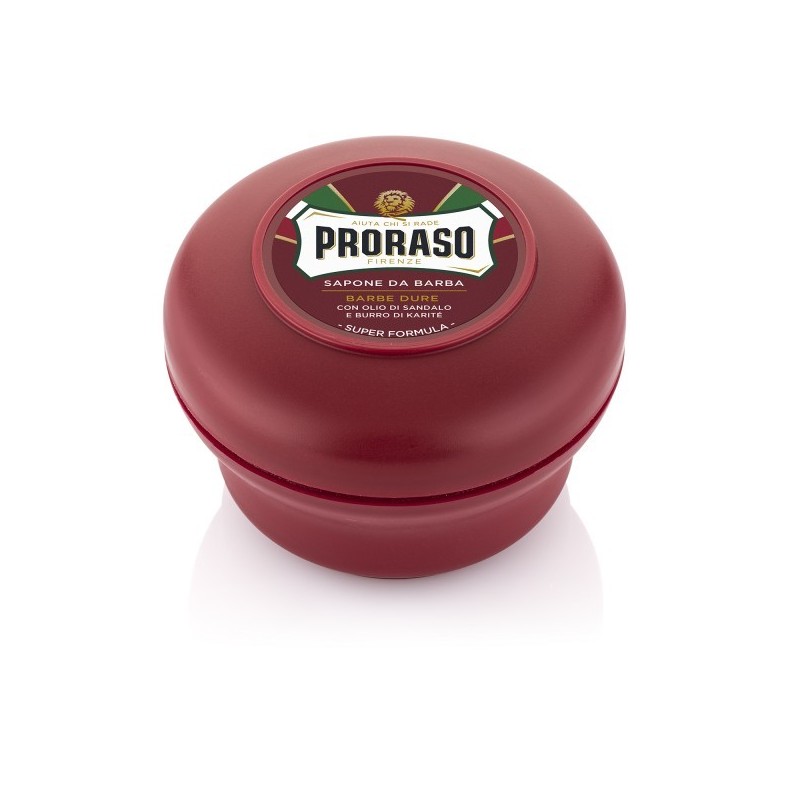 AIUTA CHI SI RADE
PRORASO
FIRENZE
SAPONE DA BARBA
BARBE DURE
CON OLIO DI SANDALO
E BURRO DI KARITÉ
- SUPER FORMULA -